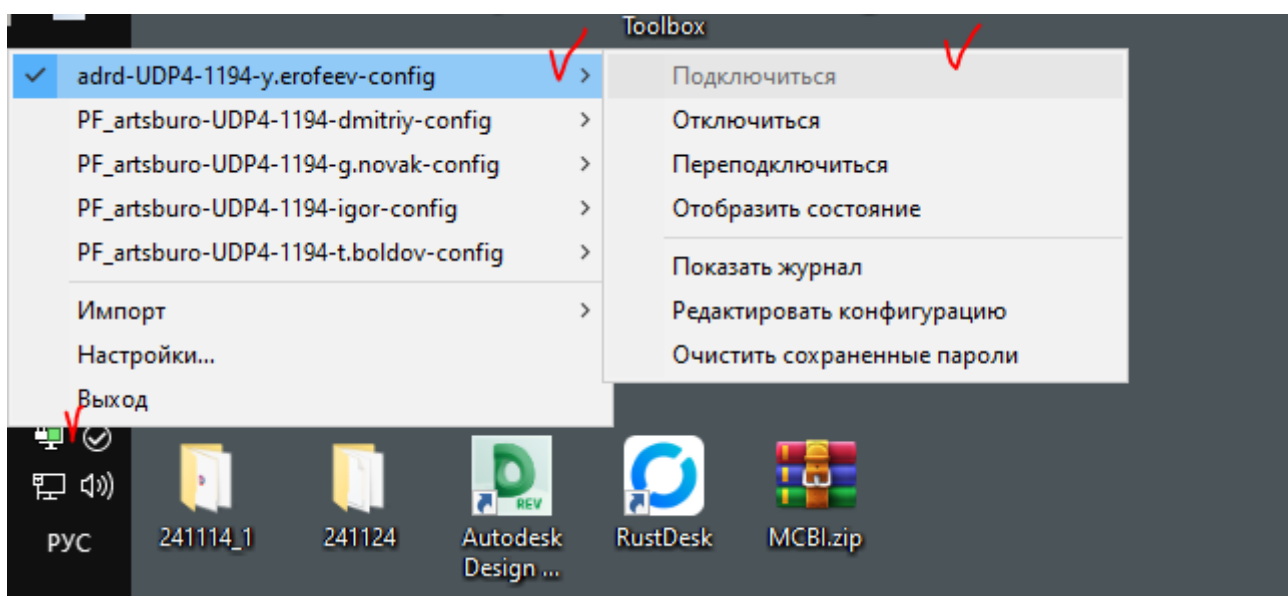 Toolbox
adrd-UDP4-1194-y.erofeev-config
PF_artsburo-UDP4-1194-dmitriy-config
PF_artsburo-UDP4-1194-g.novak-config
PF_artsburo-UDP4-1194-igor-config
PF_artsburo-UDP4-1194-t.boldov-config
Импорт
Настройки...
Выход
Подключиться
Отключиться
Переподключиться
Отобразить состояние
Показать журнал
Редактировать конфигурацию
Очистить сохраненные пароли
D
REV
РУС
241114_1
241124
Autodesk
Design ...
RustDesk
MCBI.zip